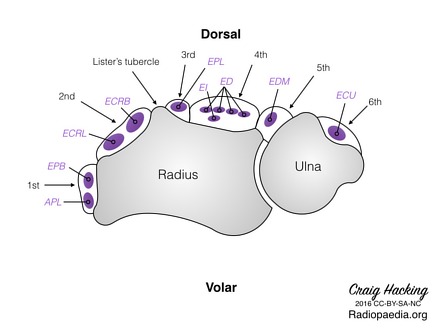 Dorsal
Lister's tubercle
3rd
EPL
4th
EI
ED
5th
EDM
2nd
ECRB
ECU
6th
ECRL
EPB
1st
APL
Radius
Ulna
Volar
Craig Hacking
2016 CC-BY-SA-NC
Radiopaedia.org